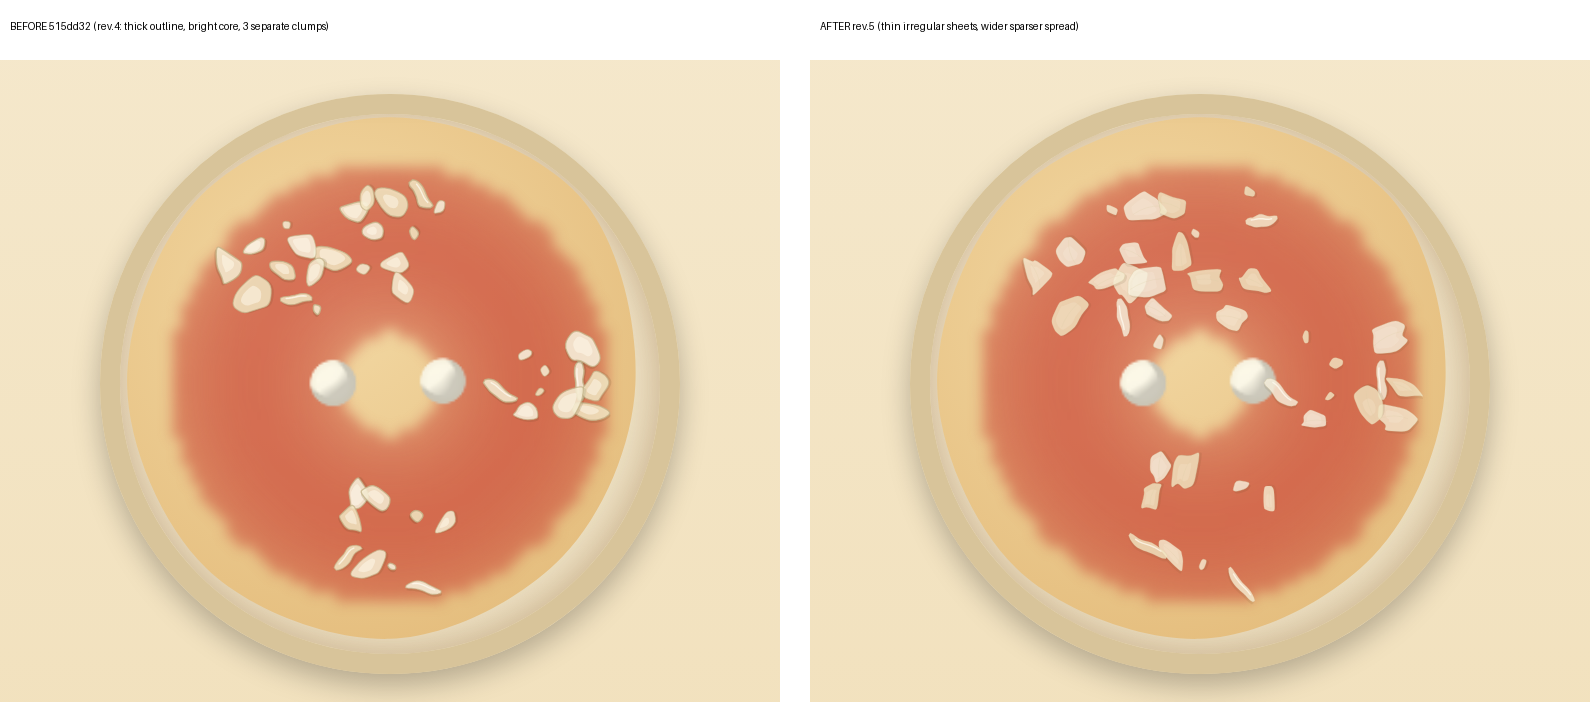 BEFORE 515dd32 (rev.4: thick outline, bright core, 3 separate clumps)
AFTER rev.5 (thin irregular sheets, wider sparser spread)